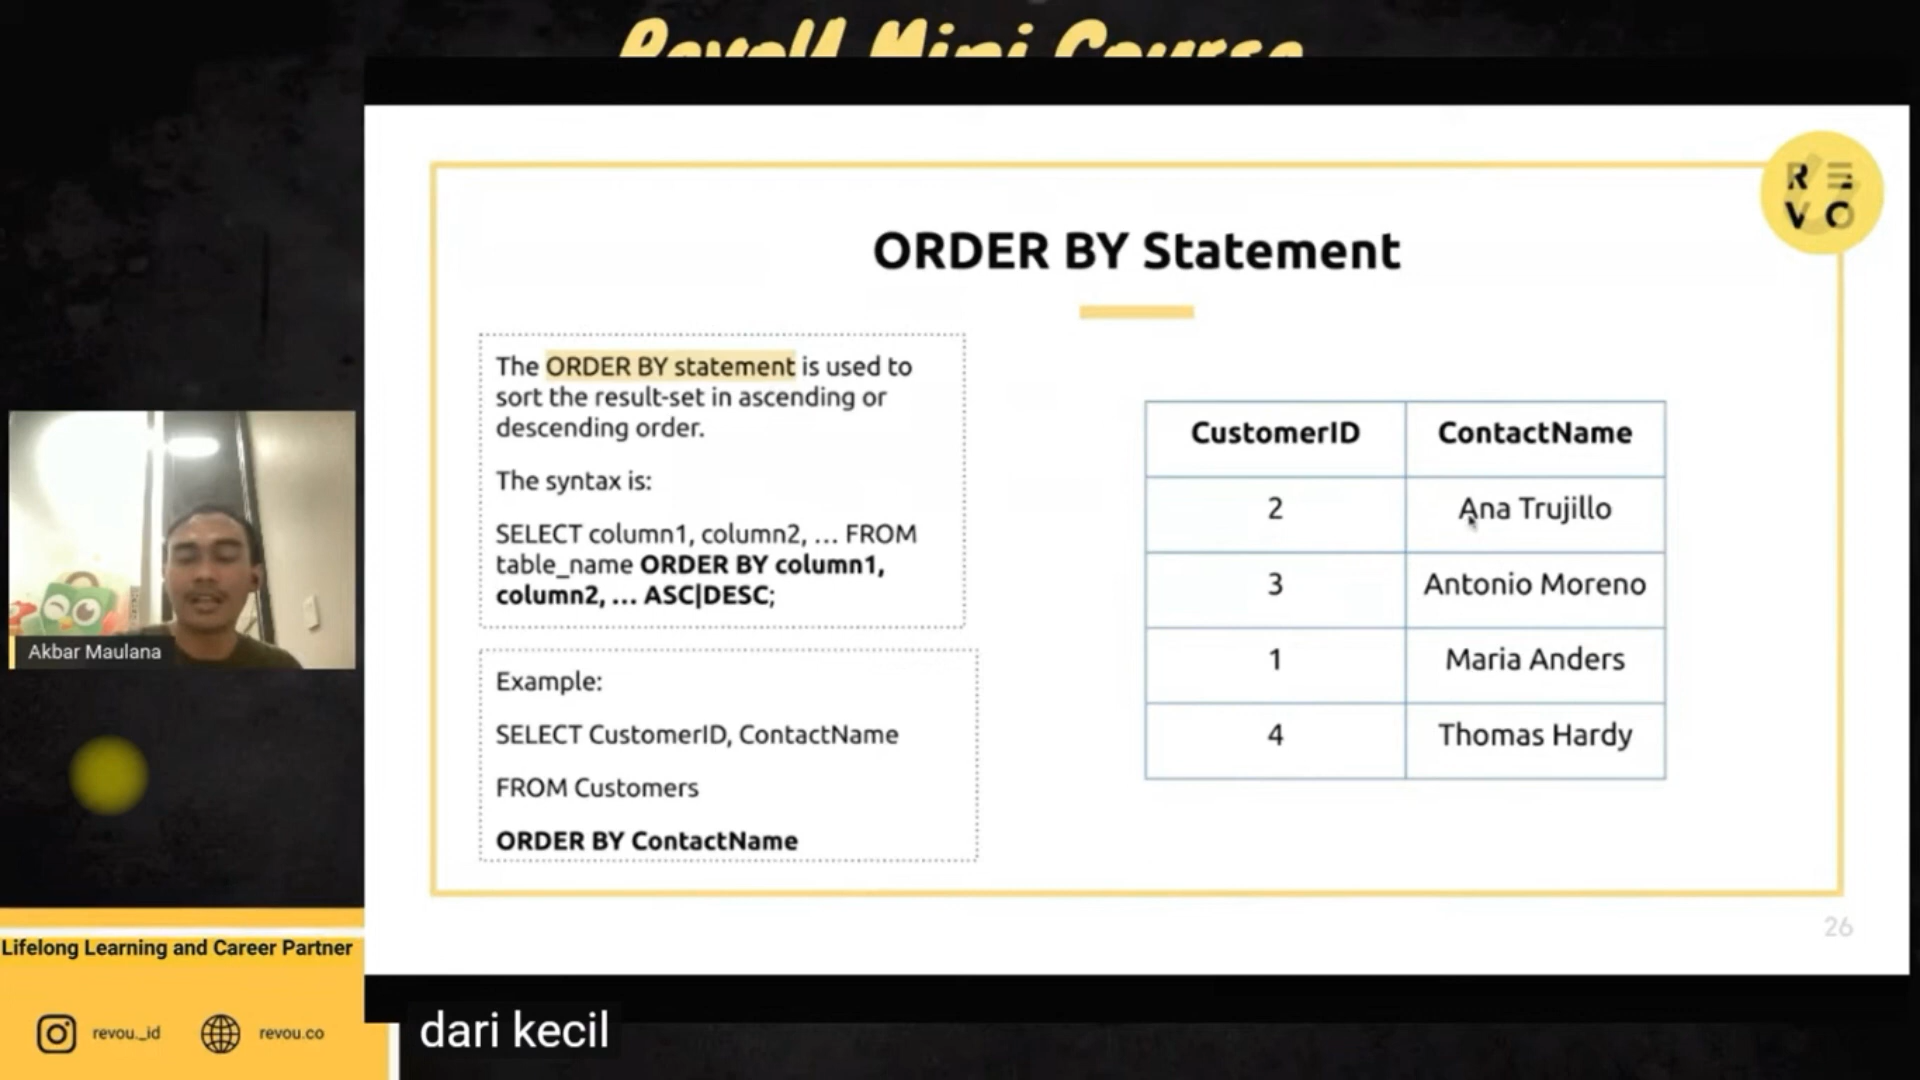 RevoU Mini Course
R E
V O
ORDER BY Statement
The ORDER BY statement is used to
sort the result-set in ascending or
descending order.
The syntax is:
SELECT column1, column2, ... FROM
table_name ORDER BY column1,
column2, ... ASC|DESC;
Example:
SELECT CustomerID, ContactName
FROM Customers
ORDER BY ContactName
CustomerID ContactName
2 Ana Trujillo
3 Antonio Moreno
1 Maria Anders
4 Thomas Hardy
26
Akbar Maulana
Lifelong Learning and Career Partner
revou_id revou.co
dari kecil